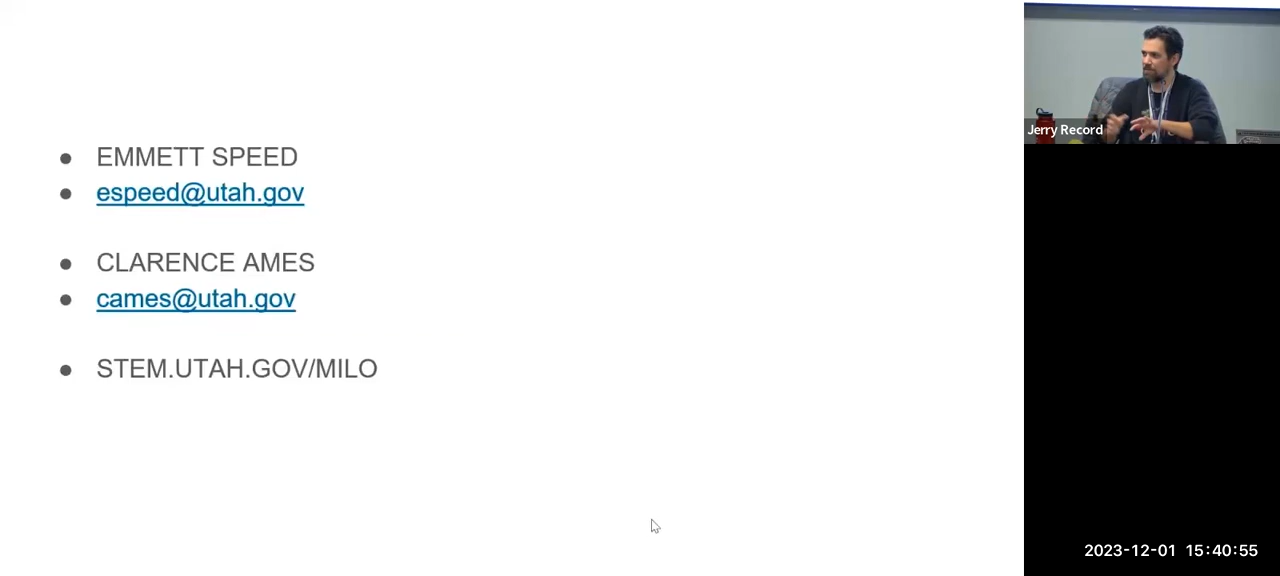 EMMETT SPEED
espeed@utah.gov
CLARENCE AMES
cames@utah.gov
STEM.UTAH.GOV/MILO
Jerry Record
2023-12-01 15:40:55